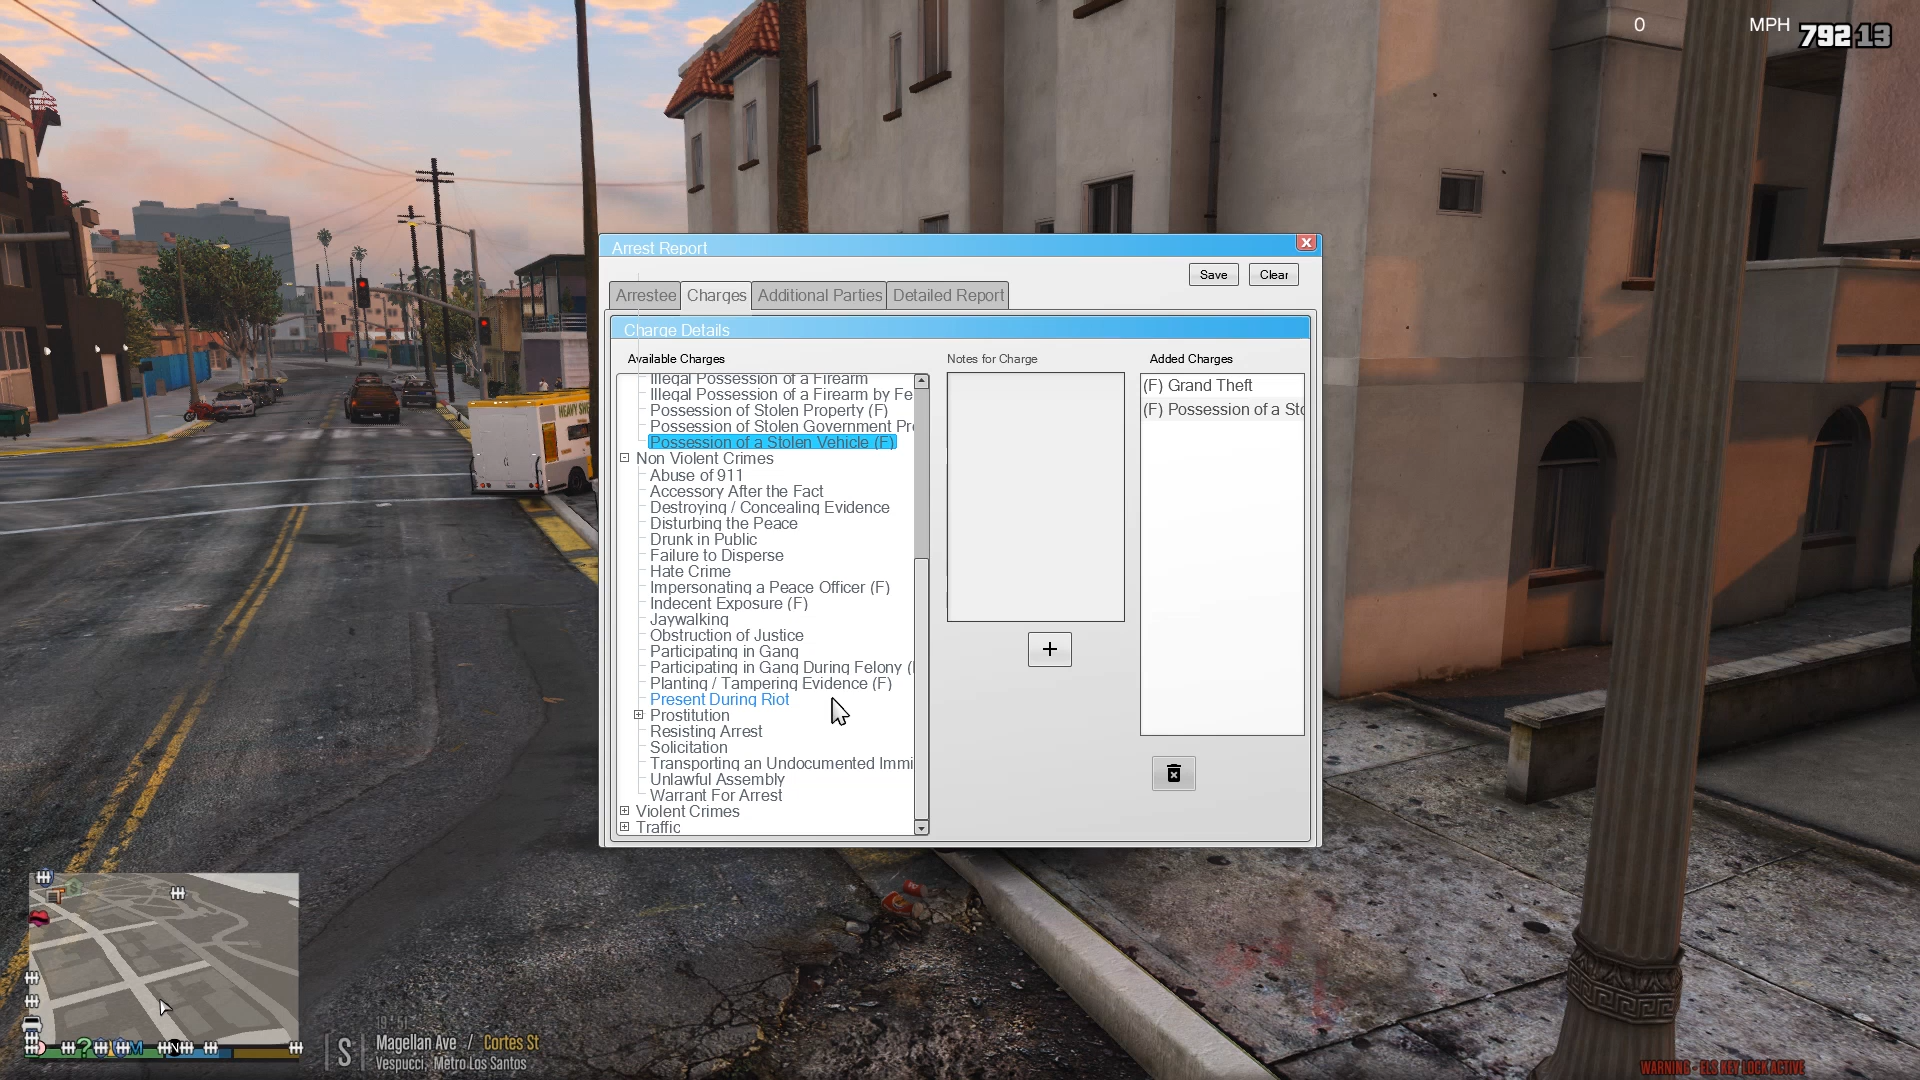 0 MPH 792 13
Arrest Report
Save Clear
Arrestee Charges Additional Parties Detailed Report
Charge Details
Available Charges Notes for Charge Added Charges
Illegal Possession of a Firearm
Illegal Possession of a Firearm by Fe
Possession of Stolen Property (F)
Possession of Stolen Government Pr
Possession of a Stolen Vehicle (F)
Non Violent Crimes
Abuse of 911
Accessory After the Fact
Destroying / Concealing Evidence
Disturbing the Peace
Drunk in Public
Failure to Disperse
Hate Crime
Impersonating a Peace Officer (F)
Indecent Exposure (F)
Jaywalking
Obstruction of Justice
Participating in Gang
Participating in Gang During Felony (
Planting / Tampering Evidence (F)
Present During Riot
Prostitution
Resisting Arrest
Solicitation
Transporting an Undocumented Immi
Unlawful Assembly
Warrant For Arrest
Violent Crimes
Traffic
(F) Grand Theft
(F) Possession of a Sto
+
HEAVY
N
S
19:51
Magellan Ave / Cortes St
Vespucci, Metro Los Santos
WARNING - ELS KEY LOCK ACTIVE